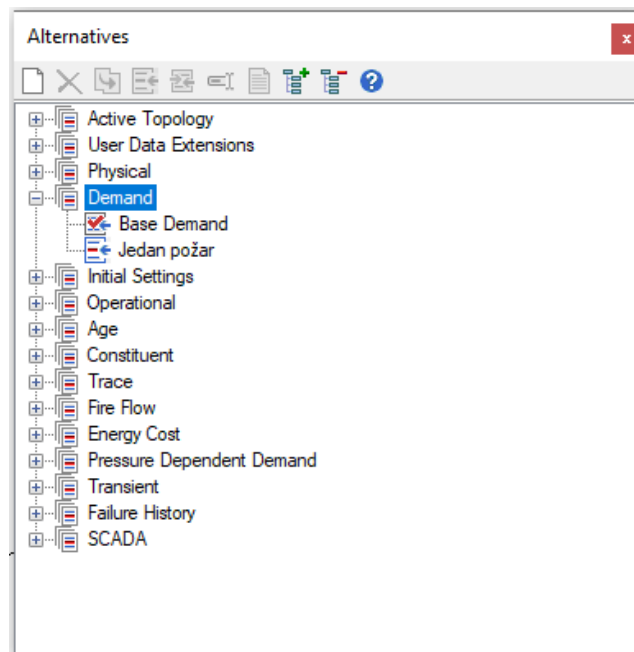 Alternatives
x
?
Active Topology
User Data Extensions
Physical
Demand
Base Demand
Jedan požar
Initial Settings
Operational
Age
Constituent
Trace
Fire Flow
Energy Cost
Pressure Dependent Demand
Transient
Failure History
SCADA